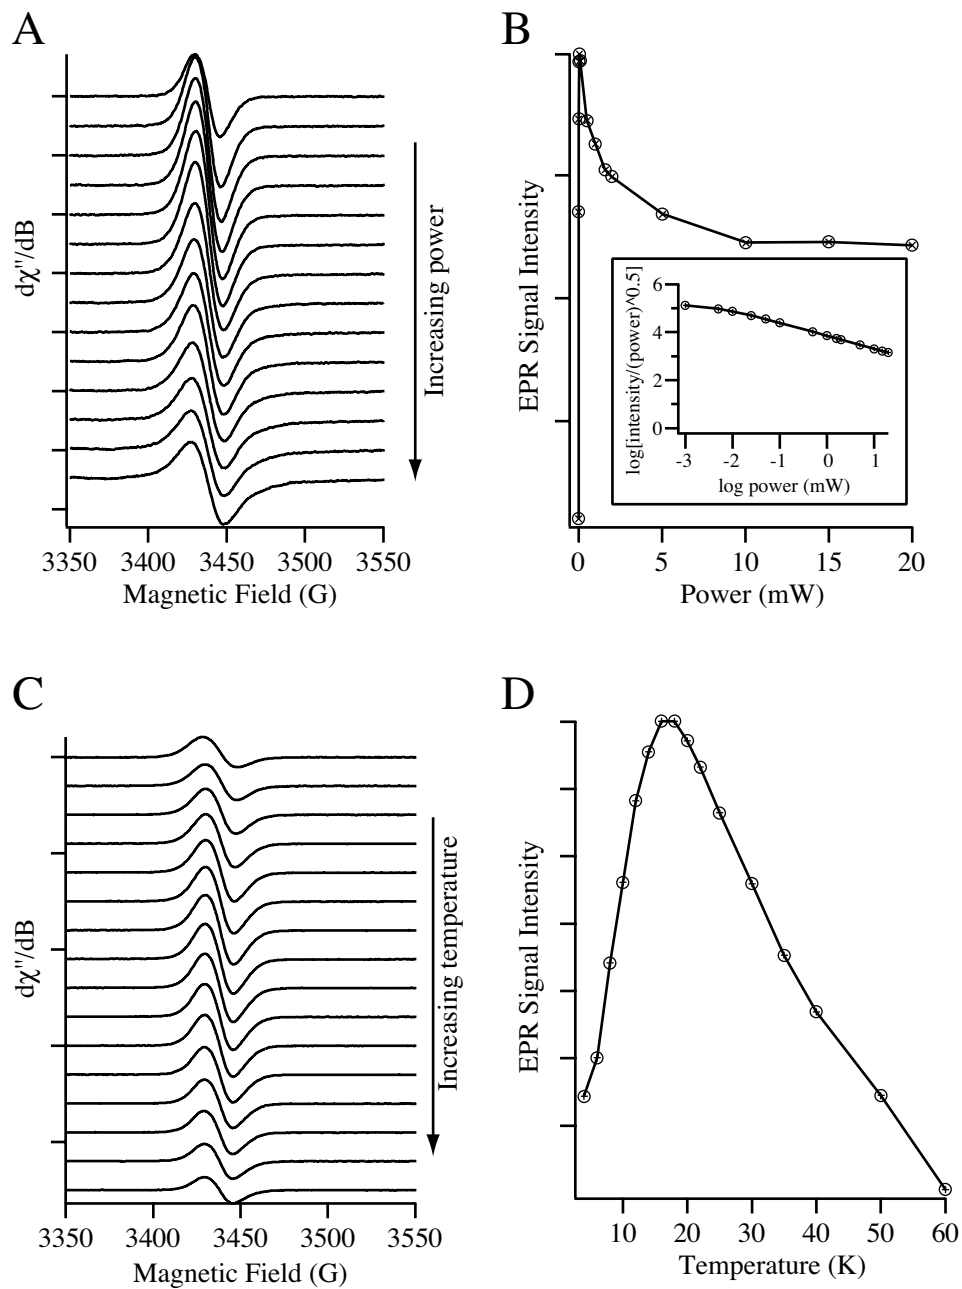 A
dχ"/dB
Increasing power
3350 3400 3450 3500 3550
Magnetic Field (G)
B
EPR Signal Intensity
log[intensity/(power)^0.5]
6
4
2
0
-3 -2 -1 0 1
log power (mW)
0 5 10 15 20
Power (mW)
C
dχ"/dB
Increasing temperature
3350 3400 3450 3500 3550
Magnetic Field (G)
D
EPR Signal Intensity
10 20 30 40 50 60
Temperature (K)